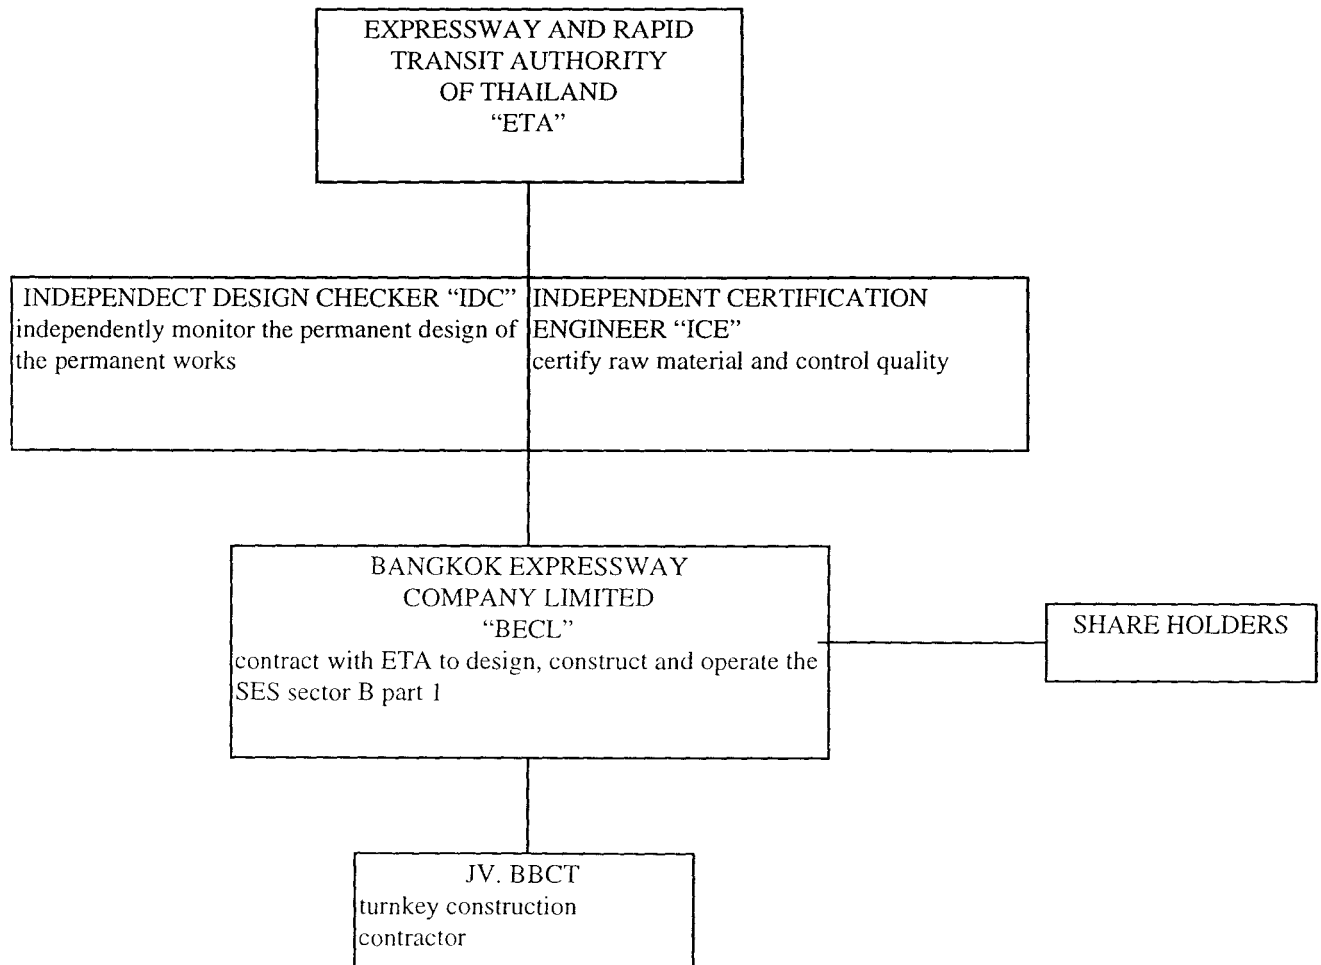 EXPRESSWAY AND RAPID
TRANSIT AUTHORITY
OF THAILAND
“ETA”
INDEPENDECT DESIGN CHECKER “IDC”
independently monitor the permanent design of
the permanent works
INDEPENDENT CERTIFICATION
ENGINEER “ICE”
certify raw material and control quality
BANGKOK EXPRESSWAY
COMPANY LIMITED
“BECL”
contract with ETA to design, construct and operate the
SES sector B part 1
SHARE HOLDERS
JV. BBCT
turnkey construction
contractor